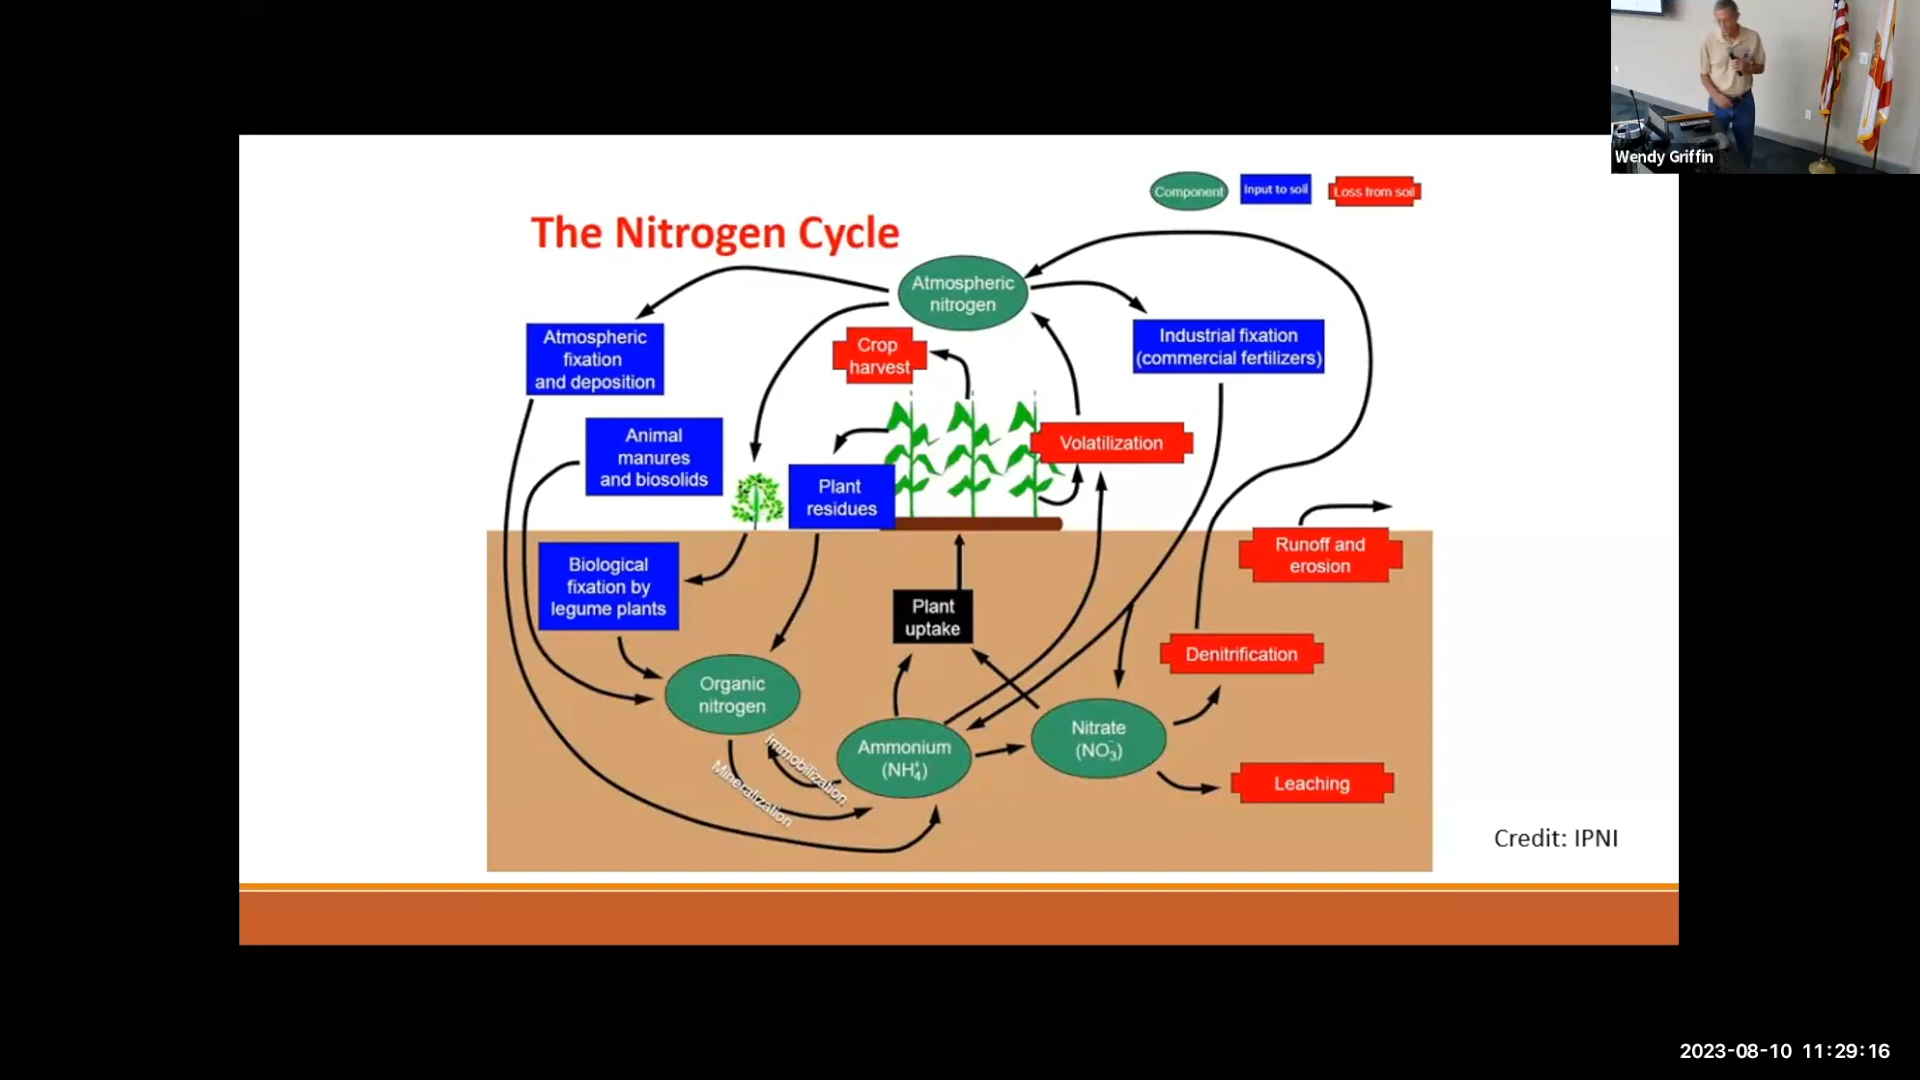 Wendy Griffin
Component
Input to soil
Loss from soil
The Nitrogen Cycle
Atmospheric
nitrogen
Atmospheric
fixation
and deposition
Crop
harvest
Industrial fixation
(commercial fertilizers)
Animal
manures
and biosolids
Volatilization
Plant
residues
Runoff and
erosion
Biological
fixation by
legume plants
Plant
uptake
Denitrification
Organic
nitrogen
Ammonium
(NH₄⁺)
Nitrate
(NO₃⁻)
Immobilization
Mineralization
Leaching
Credit: IPNI
2023-08-10 11:29:16